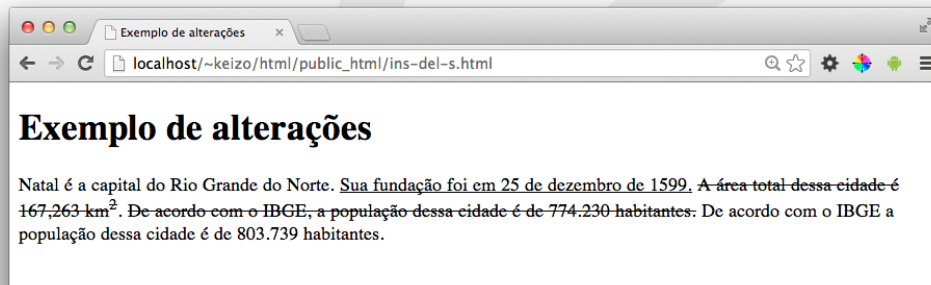 Exemplo de alterações
localhost/~keizo/html/public_html/ins-del-s.html
Exemplo de alterações
Natal é a capital do Rio Grande do Norte. Sua fundação foi em 25 de dezembro de 1599. A área total dessa cidade é
167,263 km². De acordo com o IBGE, a população dessa cidade é de 774.230 habitantes. De acordo com o IBGE a
população dessa cidade é de 803.739 habitantes.